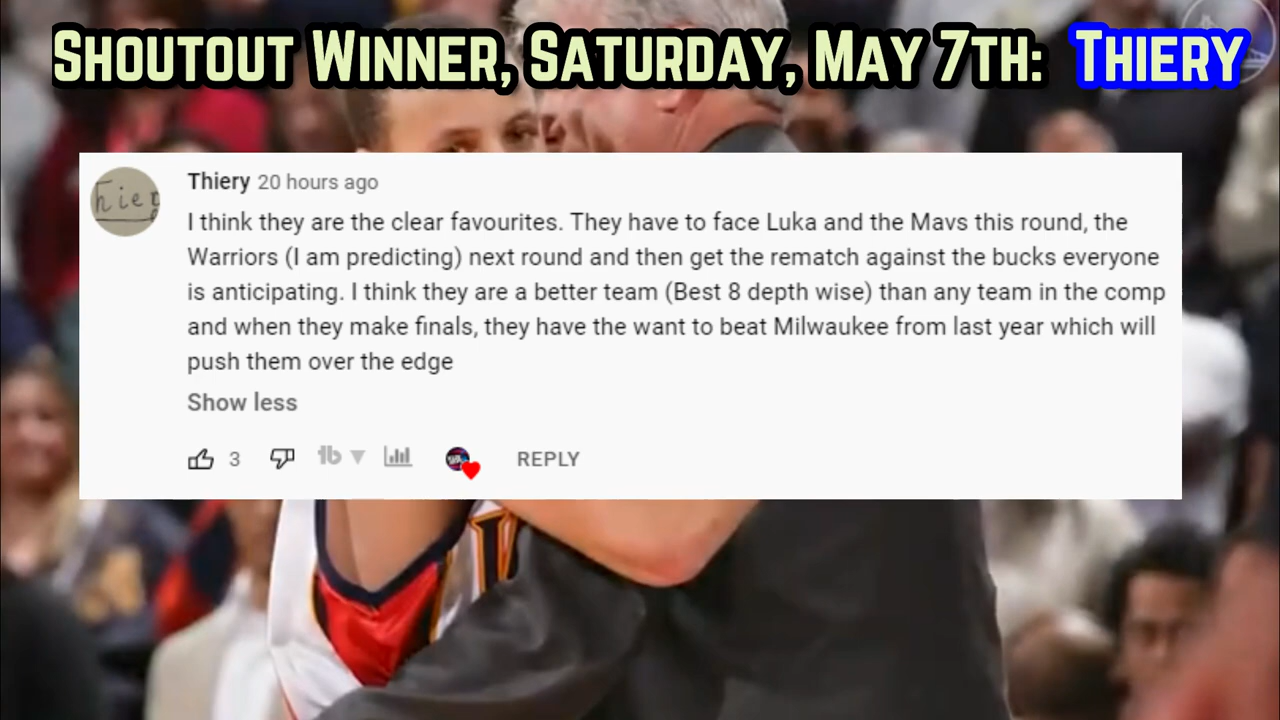 SHOUTOUT WINNER, SATURDAY, MAY 7TH: THIERY
Thiery 20 hours ago
I think they are the clear favourites. They have to face Luka and the Mavs this round, the
Warriors (I am predicting) next round and then get the rematch against the bucks everyone
is anticipating. I think they are a better team (Best 8 depth wise) than any team in the comp
and when they make finals, they have the want to beat Milwaukee from last year which will
push them over the edge
Show less
3 REPLY